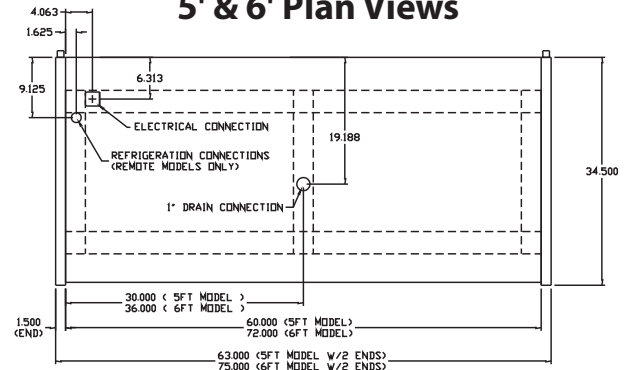 5' & 6' Plan Views
4.063
1.625
9.125
6.313
ELECTRICAL CONNECTION
19.188
REFRIGERATION CONNECTIONS
(REMOTE MODELS ONLY)
34.500
1" DRAIN CONNECTION
30.000 ( 5FT MODEL )
36.000 ( 6FT MODEL )
1.500
(END)
60.000 (5FT MODEL)
72.000 (6FT MODEL)
63.000 (5FT MODEL W/2 ENDS)
75.000 (6FT MODEL W/2 ENDS)